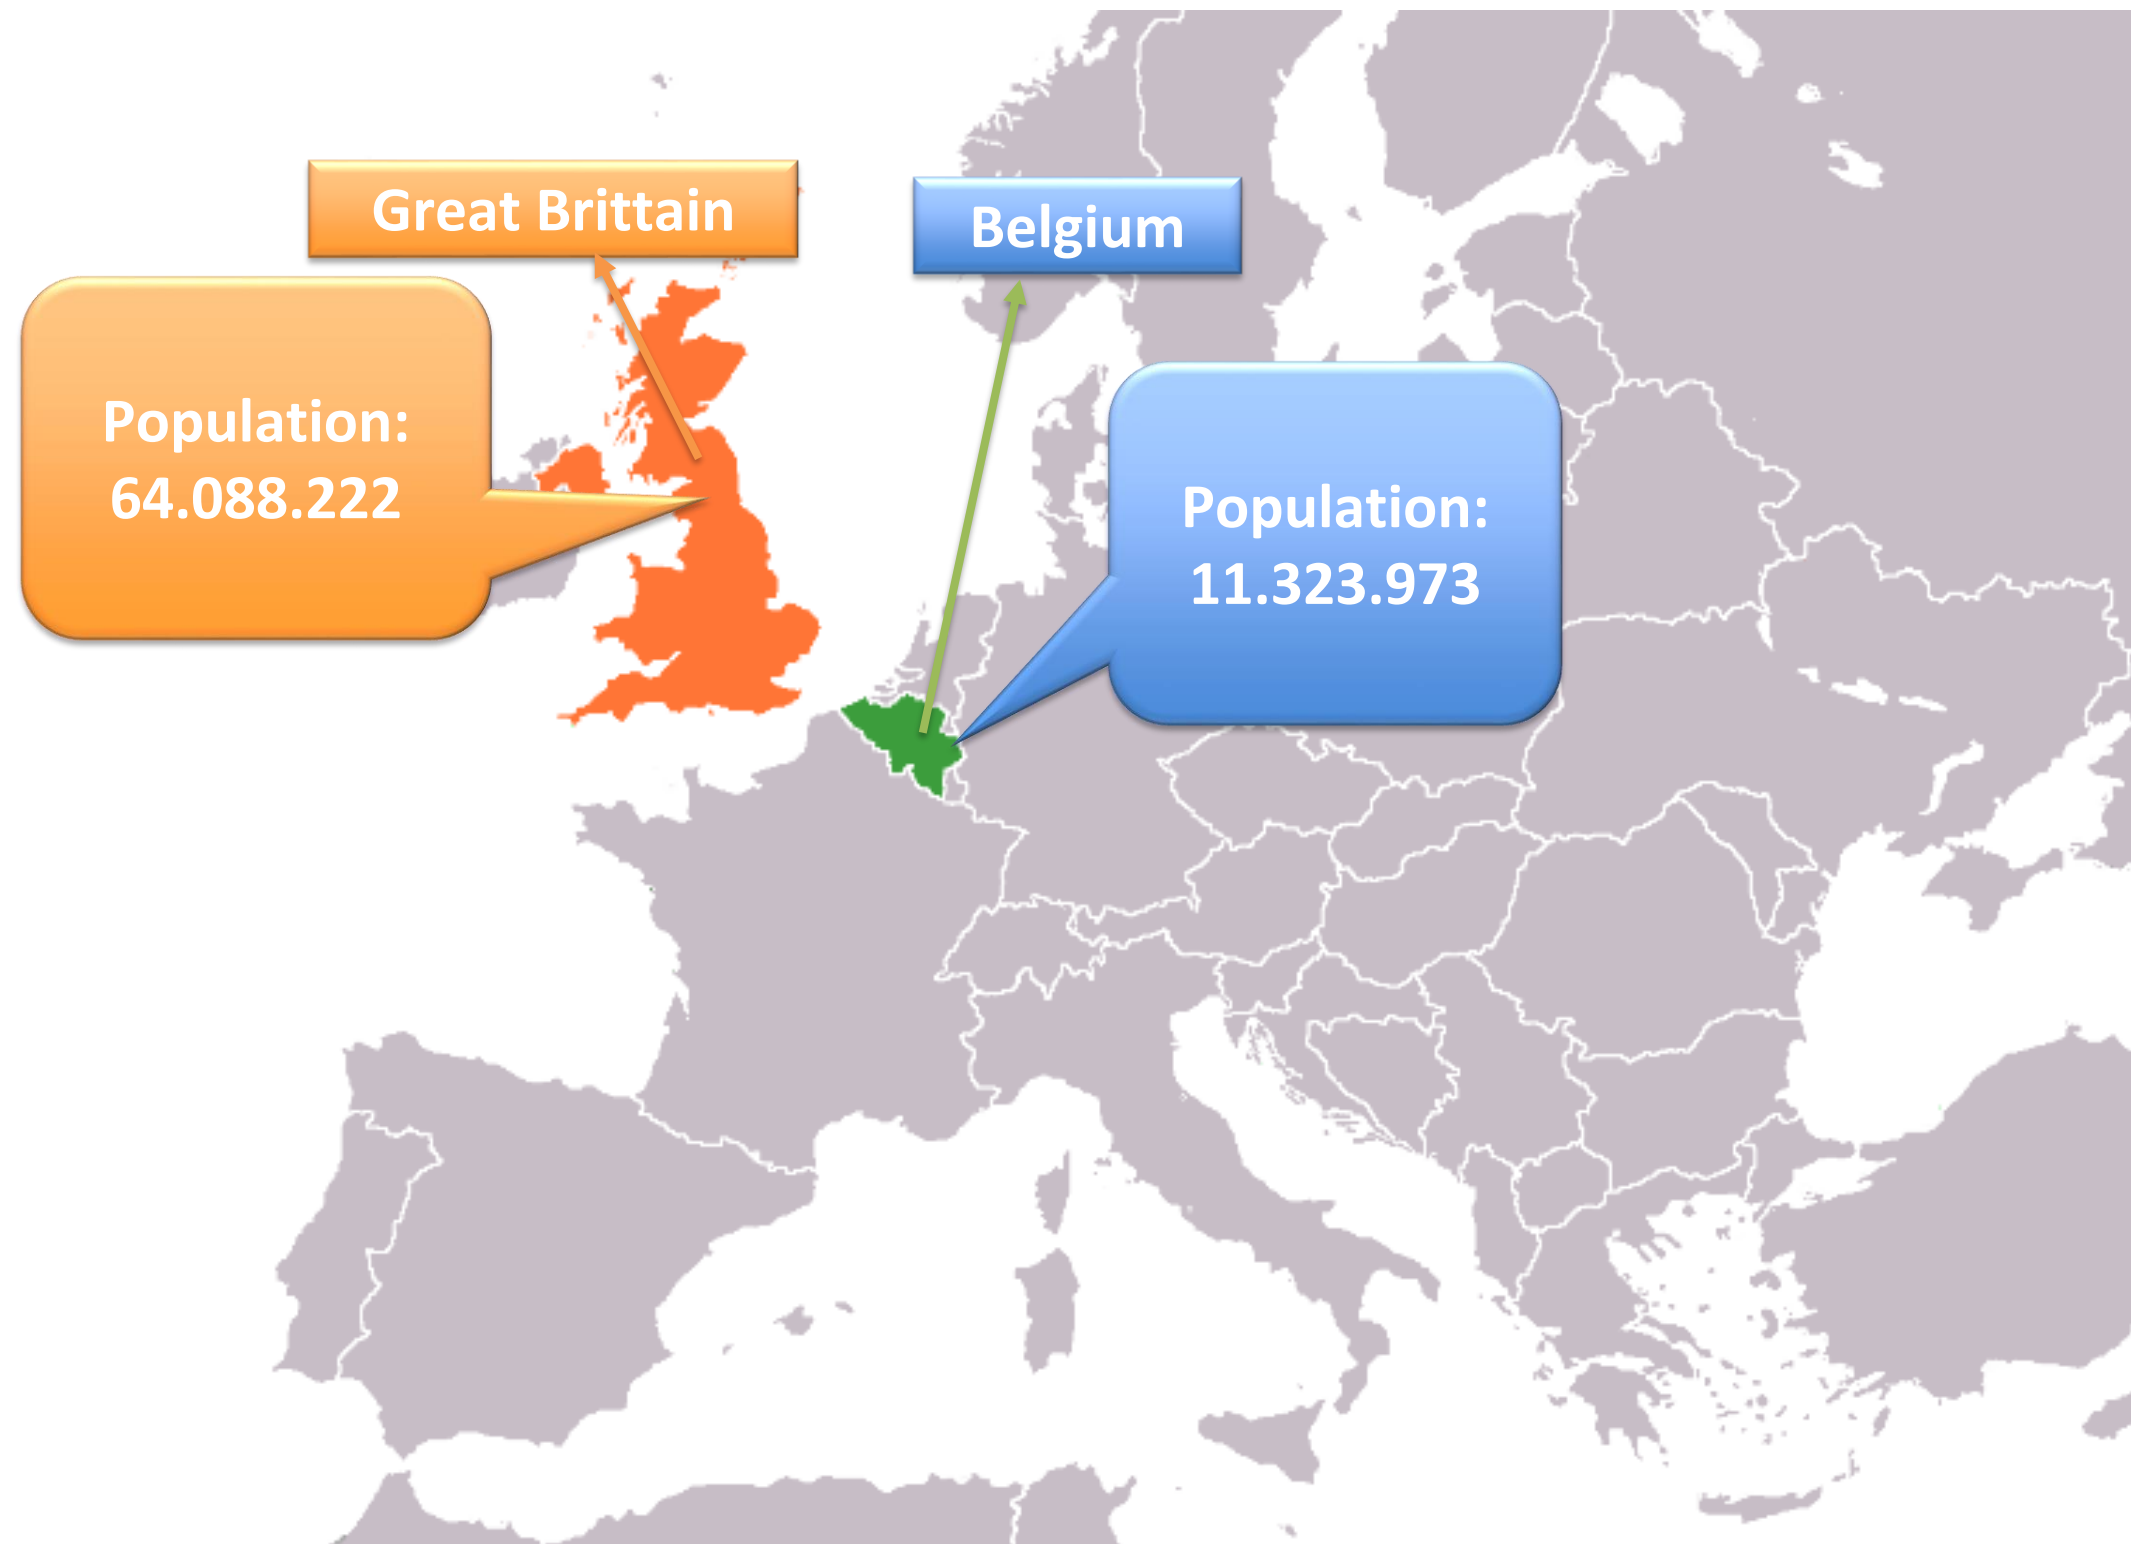 Great Brittain
Belgium
Population:
64.088.222
Population:
11.323.973